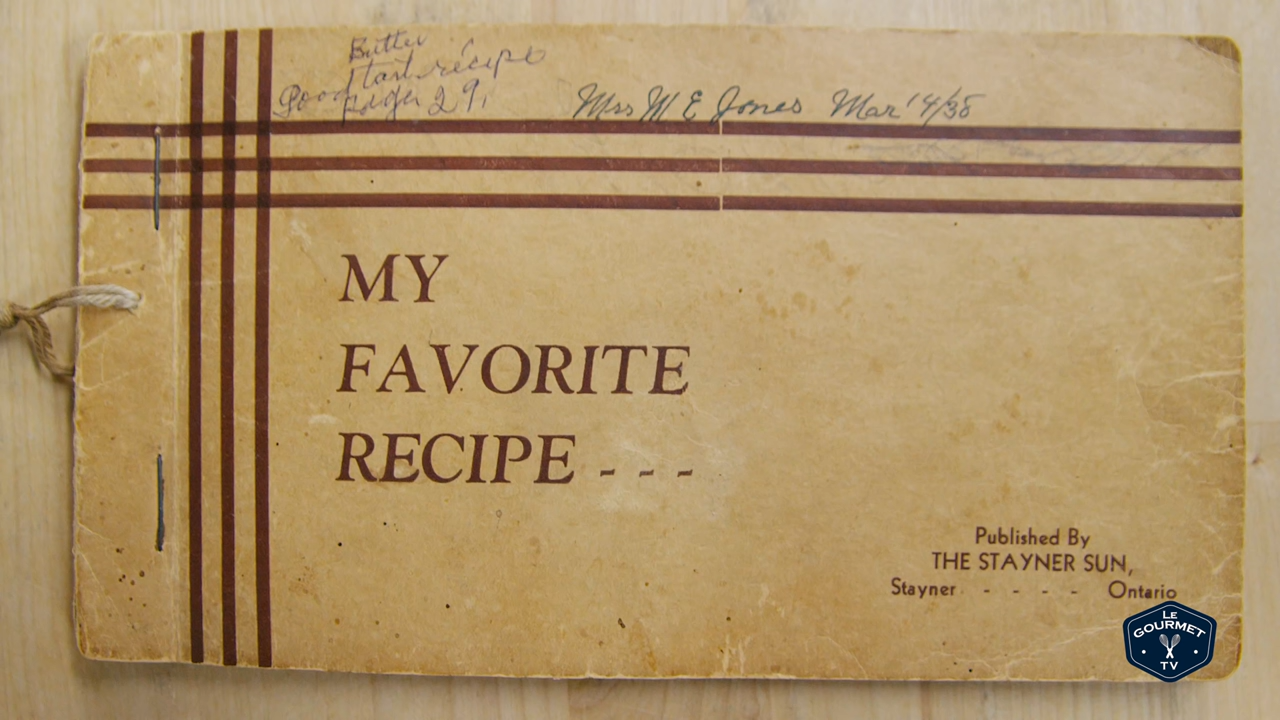 Butter
tart recipe
Good page 29,
Mrs W E Jones Mar '4/38
MY
FAVORITE
RECIPE - - -
Published By
THE STAYNER SUN,
Stayner - - - - Ontario
LE
GOURMET
TV